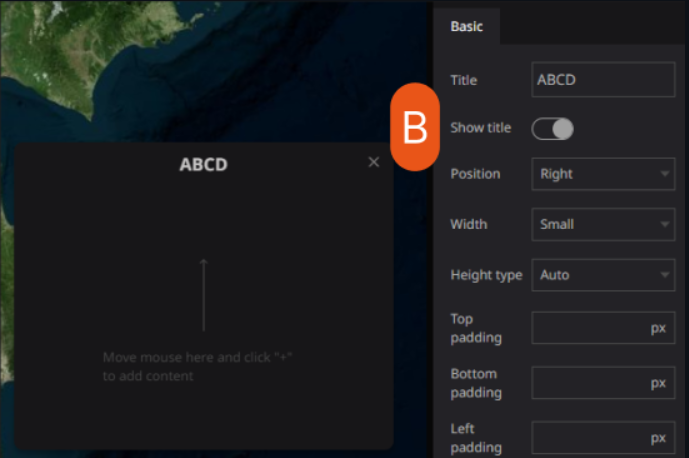 ABCD
Move mouse here and click "+"
to add content
B
Basic
Title
ABCD
Show title
Position
Right
Width
Small
Height type
Auto
Top
padding
px
Bottom
padding
px
Left
padding
px